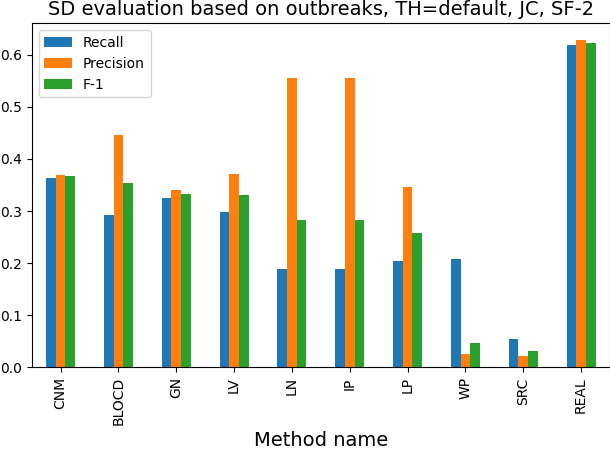 SD evaluation based on outbreaks, TH=default, JC, SF-2
Recall
Precision
F-1
0.6
0.5
0.4
0.3
0.2
0.1
0.0
CNM
BLOCD
GN
LV
LN
IP
LP
WP
SRC
REAL
Method name